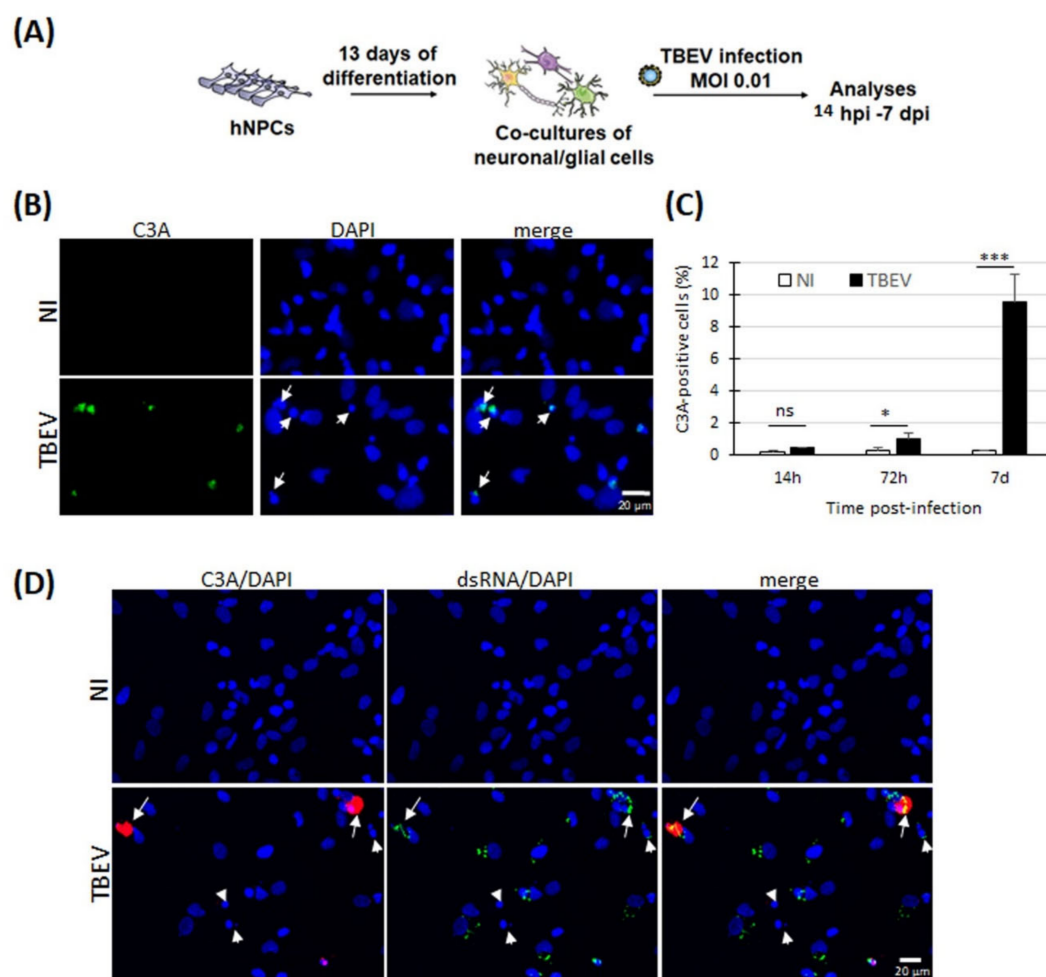 (A)
13 days of
differentiation
TBEV infection
MOI 0.01
Analyses
14 hpi -7 dpi
hNPCs
Co-cultures of
neuronal/glial cells
(B)
C3A DAPI merge
NI
TBEV
20 µm
(C)
C3A-positive cells (%)
12
10
8
6
4
2
0
NI TBEV
ns
*
***
14h 72h 7d
Time post-infection
(D)
C3A/DAPI dsRNA/DAPI merge
NI
TBEV
20 µm